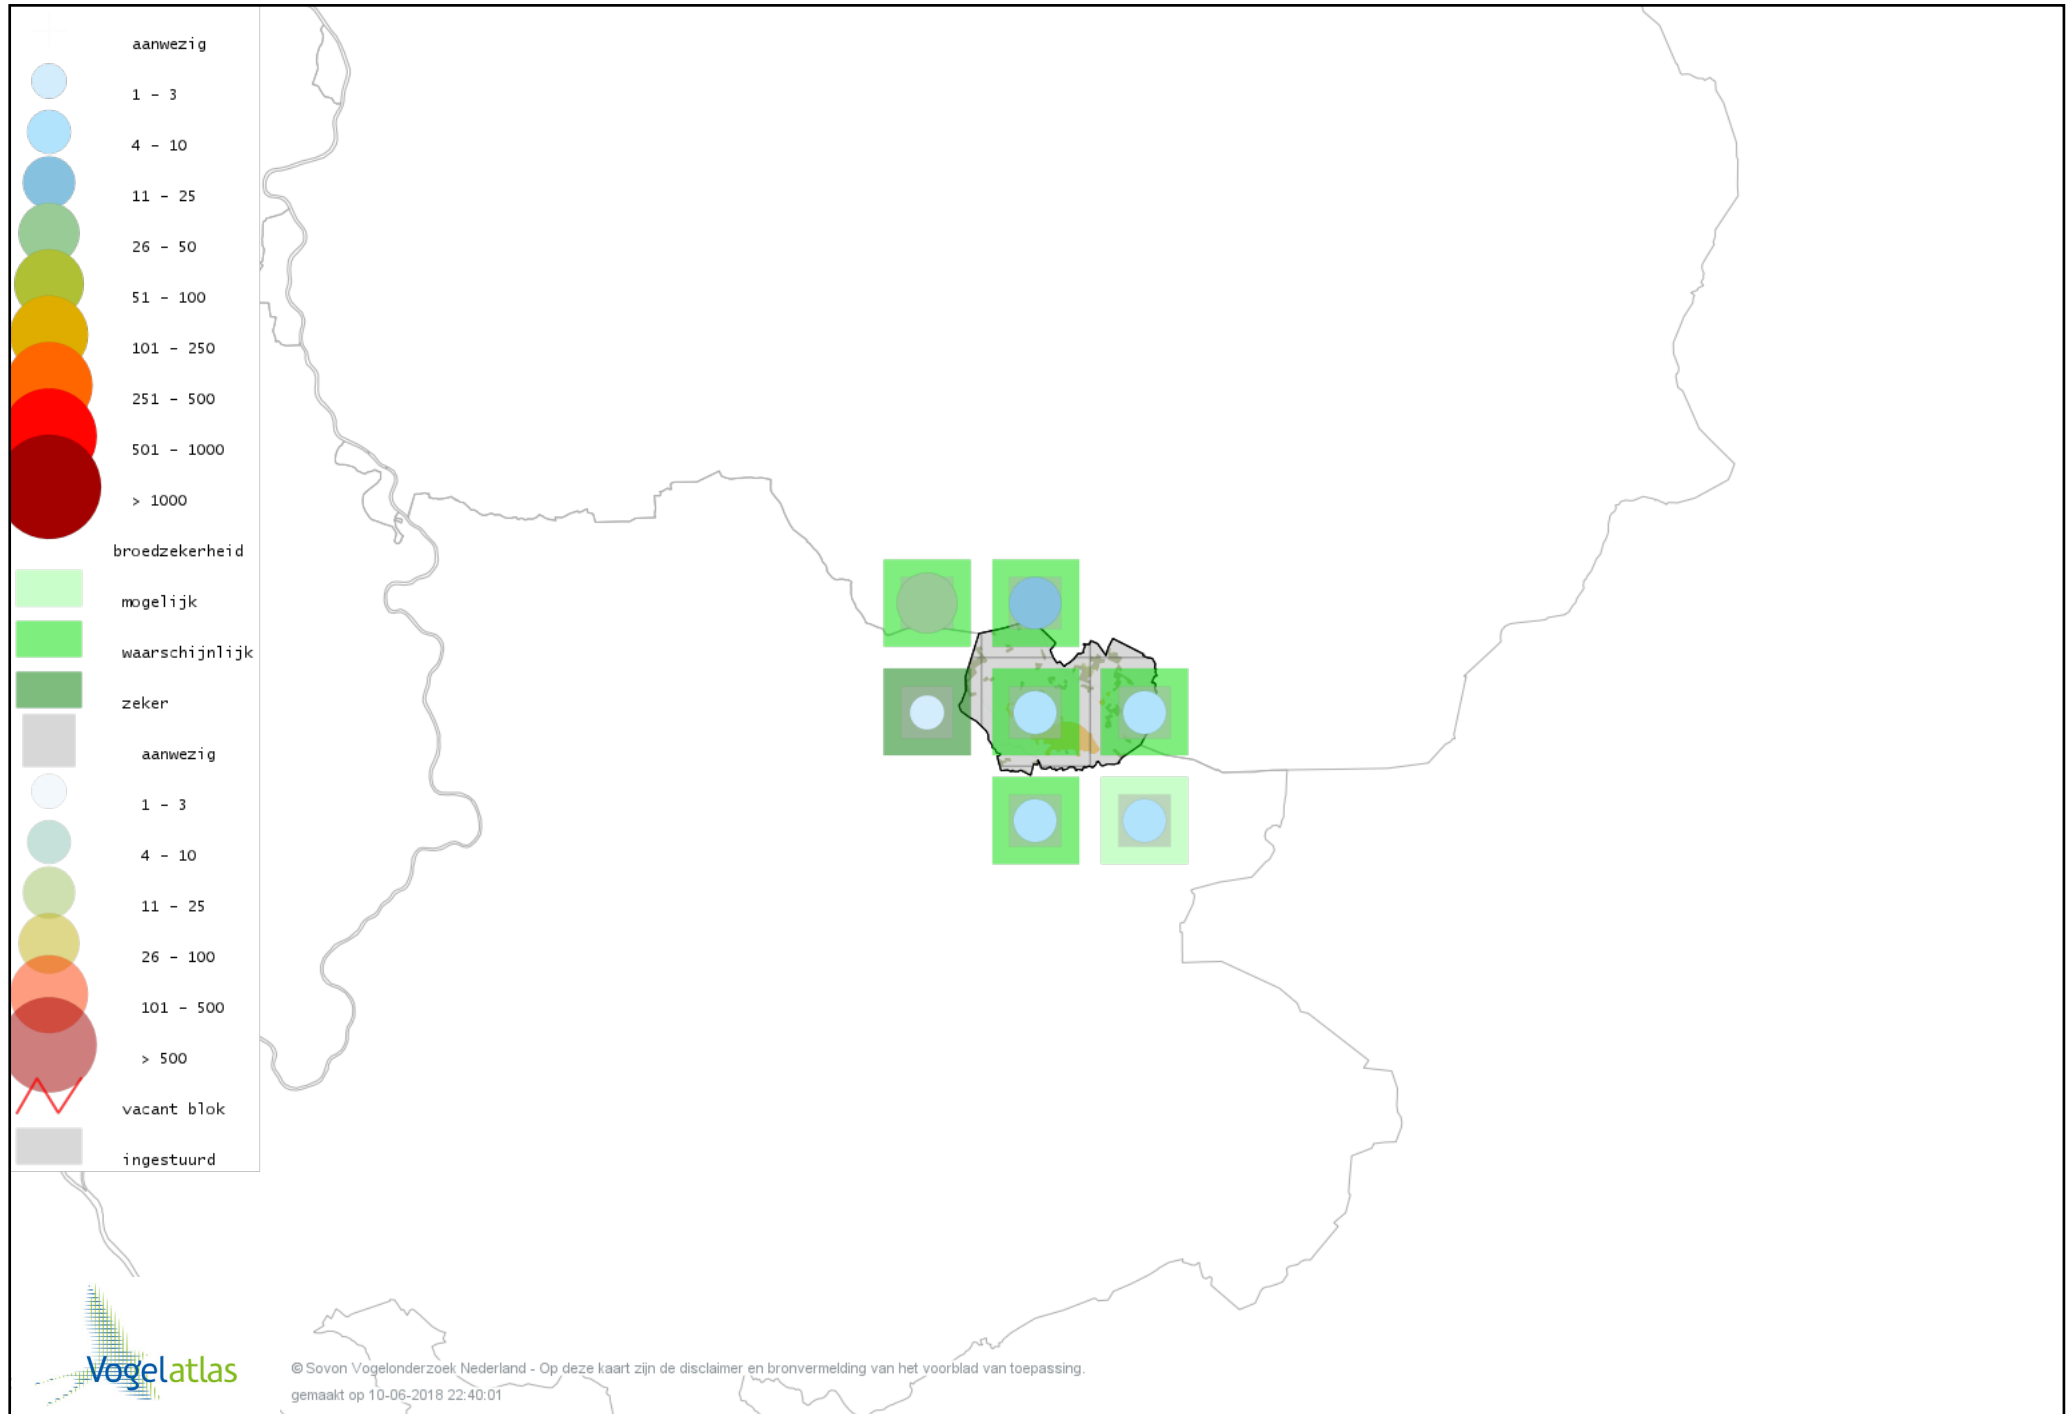 aanwezig
1 - 3
4 - 10
11 - 25
26 - 50
51 - 100
101 - 250
251 - 500
501 - 1000
> 1000
broedzekerheid
mogelijk
waarschijnlijk
zeker
aanwezig
1 - 3
4 - 10
11 - 25
26 - 100
101 - 500
> 500
vacant blok
ingestuurd
Vogelatlas
© Sovon Vogelonderzoek Nederland - Op deze kaart zijn de disclaimer en bronvermelding van het voorblad van toepassing.
gemaakt op 10-06-2018 22:40:01